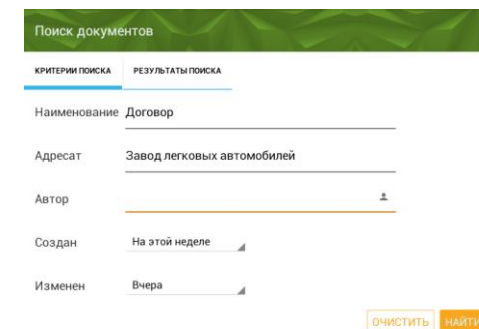 Поиск документов
КРИТЕРИИ ПОИСКА РЕЗУЛЬТАТЫ ПОИСКА
Наименование Договор
Адресат Завод легковых автомобилей
Автор
Создан На этой неделе
Изменен Вчера
ОЧИСТИТЬ НАЙТИ